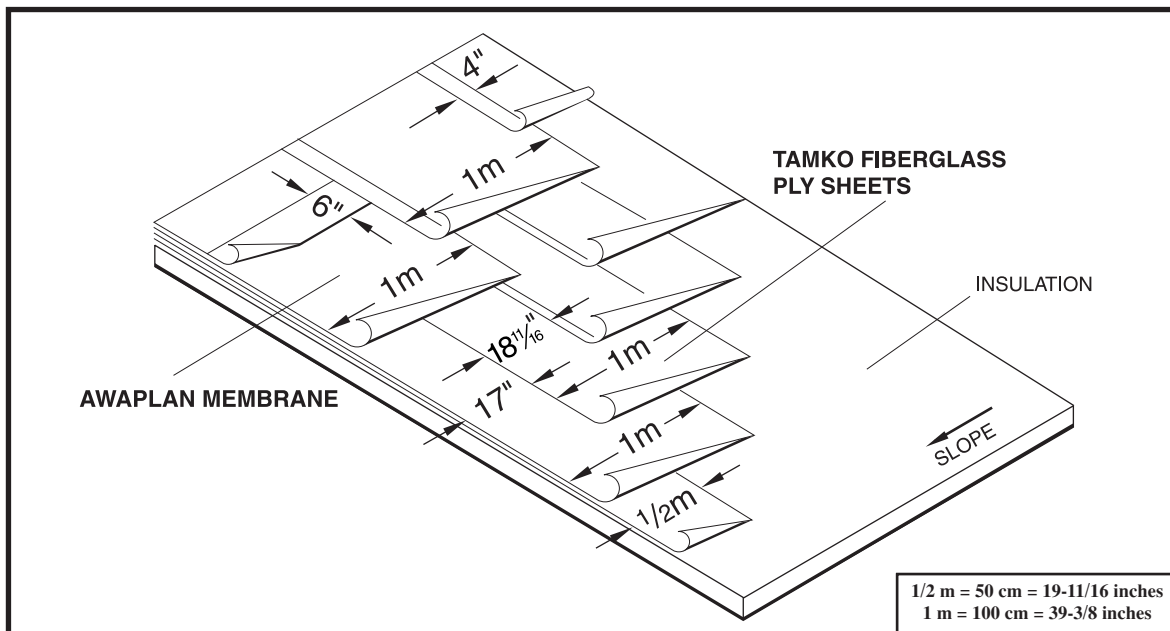 4"
TAMKO FIBERGLASS
PLY SHEETS
1m
6"
1m
INSULATION
18 11/16"
1m
AWAPLAN MEMBRANE
17"
1m
SLOPE
1/2m
1/2 m = 50 cm = 19-11/16 inches
1 m = 100 cm = 39-3/8 inches